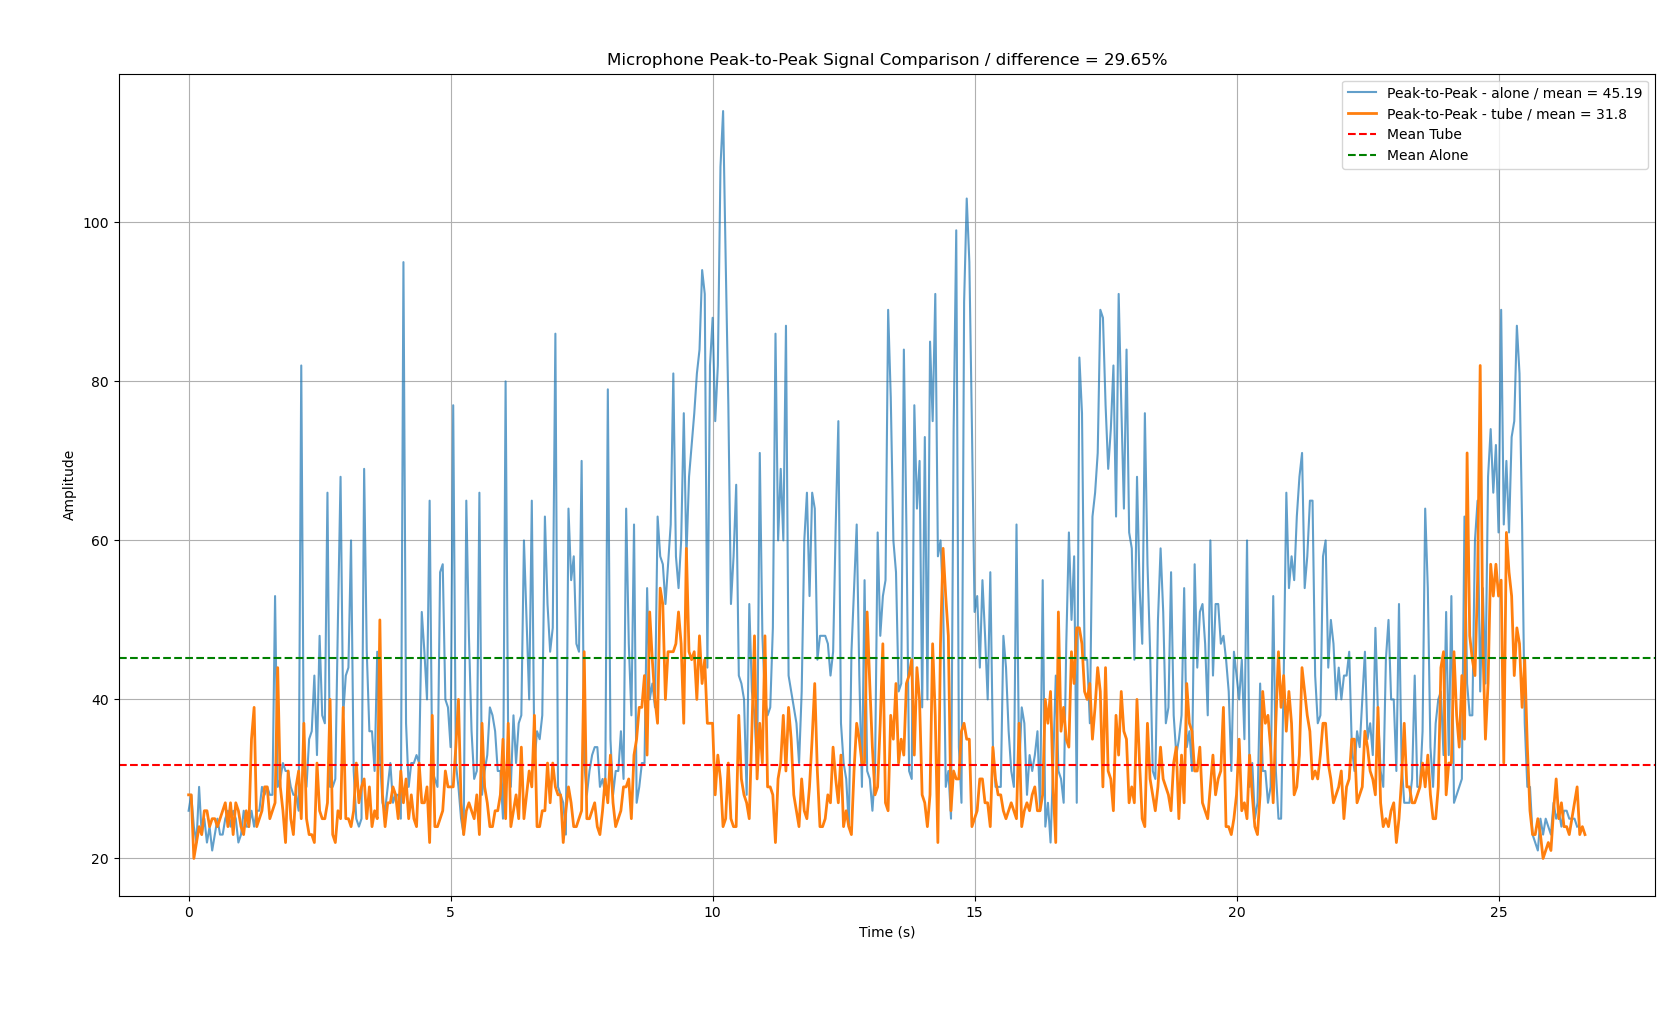 Microphone Peak-to-Peak Signal Comparison / difference = 29.65%
Peak-to-Peak - alone / mean = 45.19
Peak-to-Peak - tube / mean = 31.8
Mean Tube
Mean Alone
Amplitude
100
80
60
40
20
0 5 10 15 20 25
Time (s)